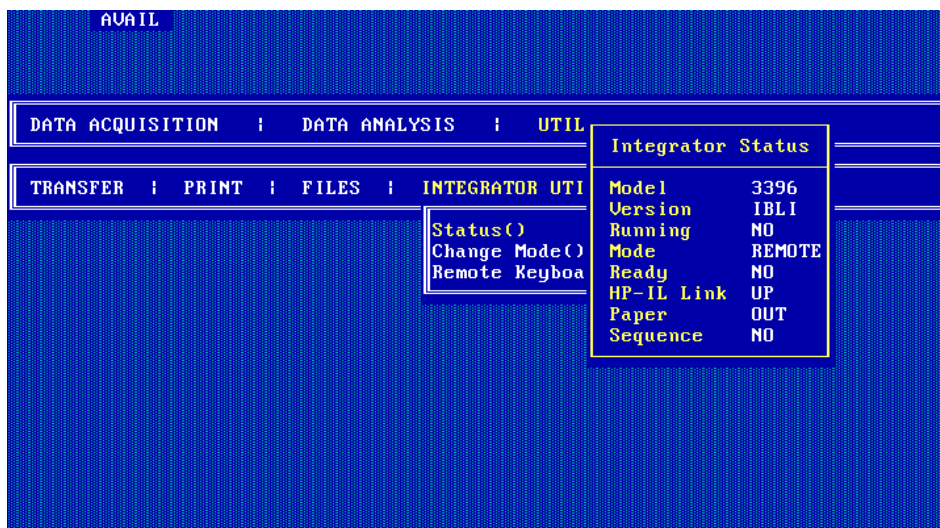 AVAIL
DATA ACQUISITION ¦ DATA ANALYSIS ¦ UTIL
TRANSFER ¦ PRINT ¦ FILES ¦ INTEGRATOR UTI
Status()
Change Mode()
Remote Keyboa
Integrator Status
Model 3396
Version IBLI
Running NO
Mode REMOTE
Ready NO
HP-IL Link UP
Paper OUT
Sequence NO